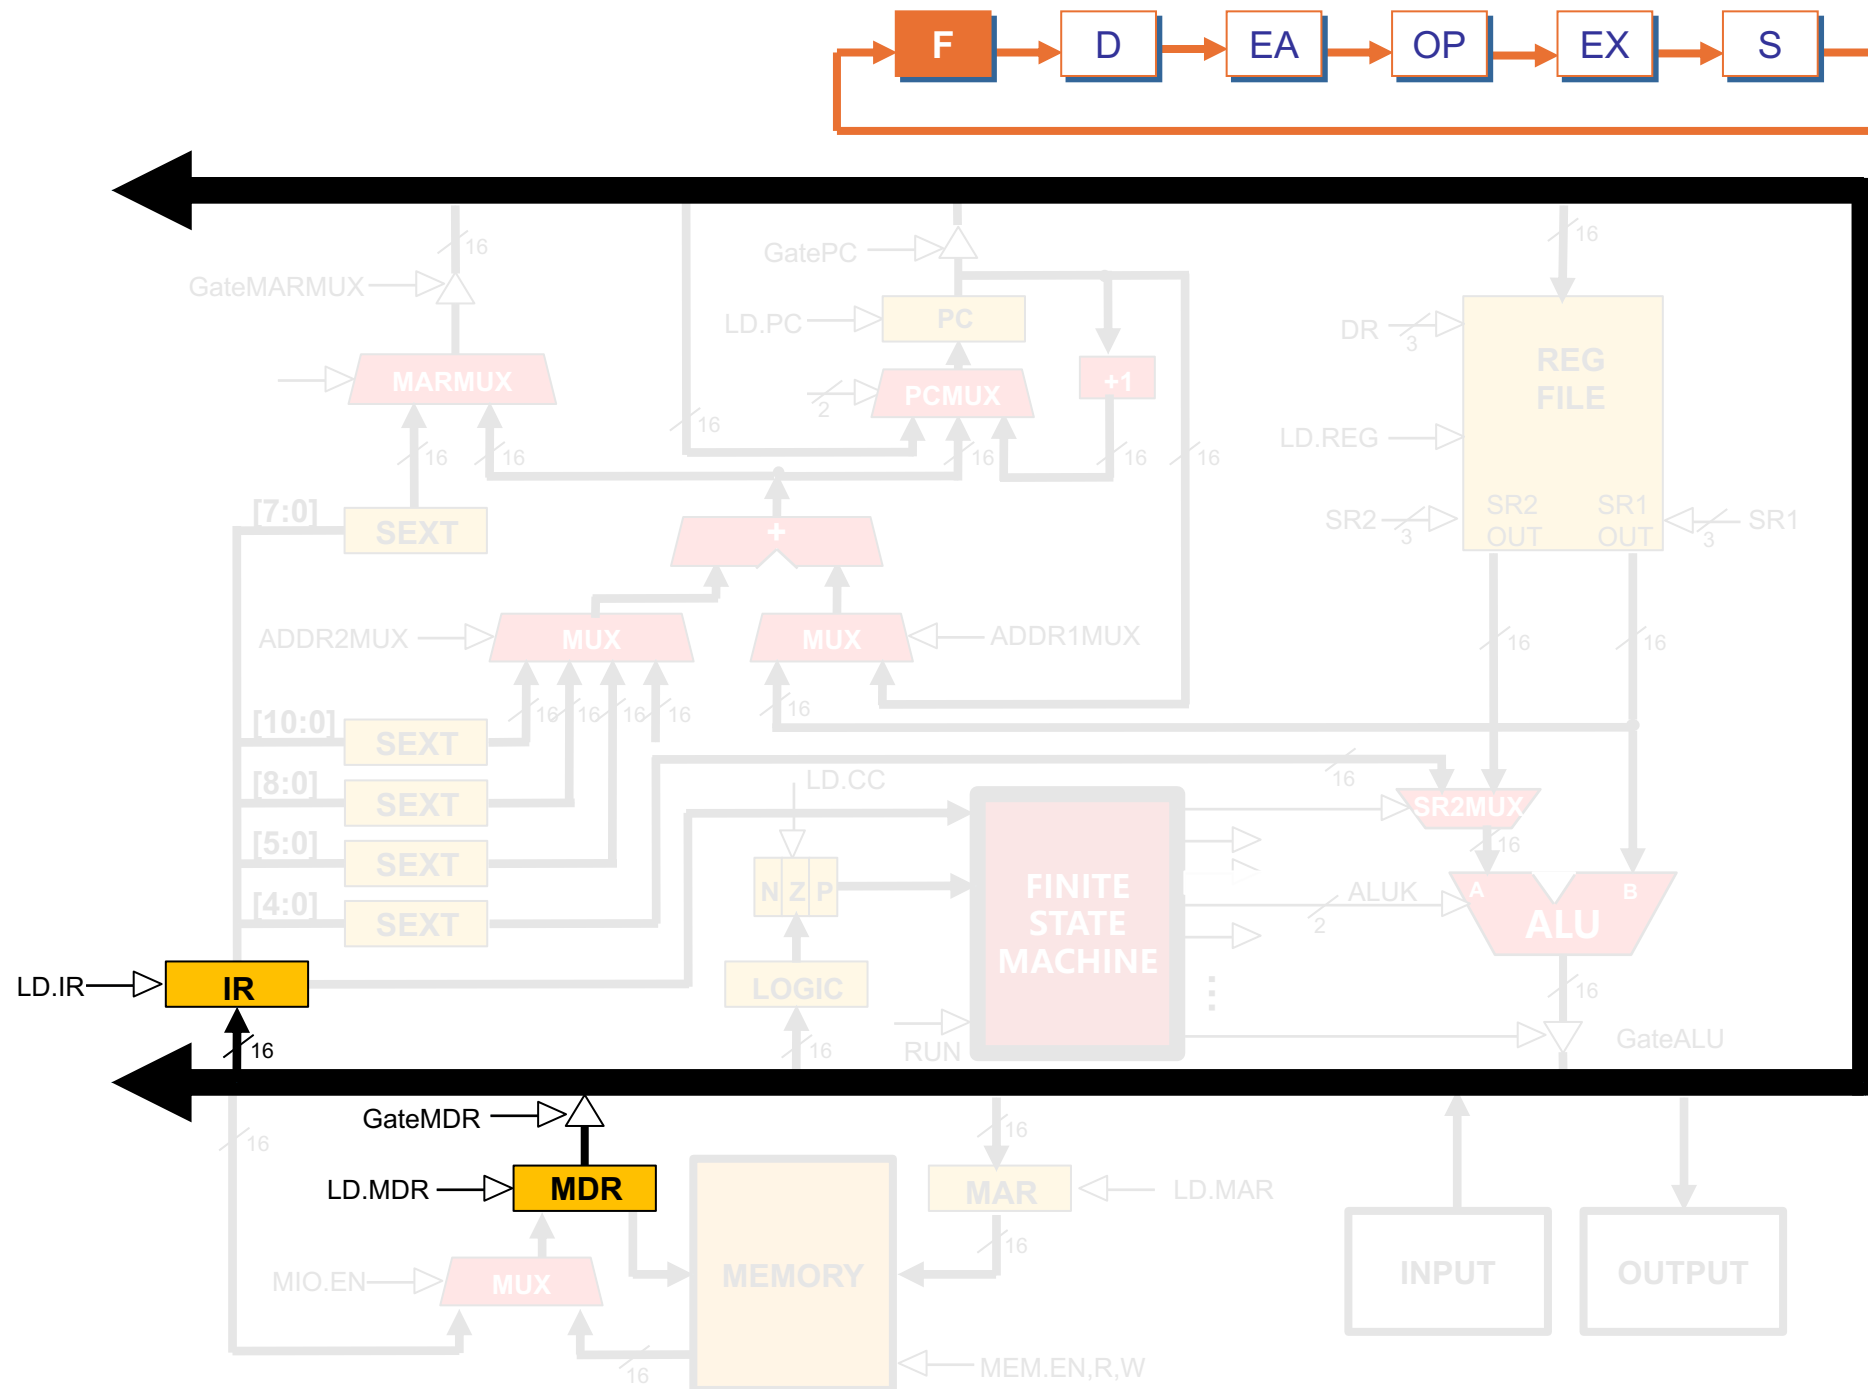 F D EA OP EX S
16 16
GatePC
GateMARMUX
LD.PC PC
DR 3
REG
FILE
MARMUX
PCMUX +1
2
16
LD.REG
16 16 16 16 16
[7:0] SEXT
+
SR2 3
SR2
OUT
SR1
OUT
3 SR1
ADDR2MUX MUX MUX ADDR1MUX
16 16
16 16 16 16 16
[10:0] SEXT
[8:0] SEXT
LD.CC
16
SR2MUX
[5:0] SEXT
16
N Z P
FINITE
STATE
MACHINE
ALUK
2
A B
ALU
[4:0] SEXT
LD.IR IR
LOGIC
⋮
16
16
16
RUN
GateALU
GateMDR
16
16
LD.MDR MDR
MAR LD.MAR
16
MIO.EN MUX
MEMORY
INPUT OUTPUT
16
MEM.EN,R,W